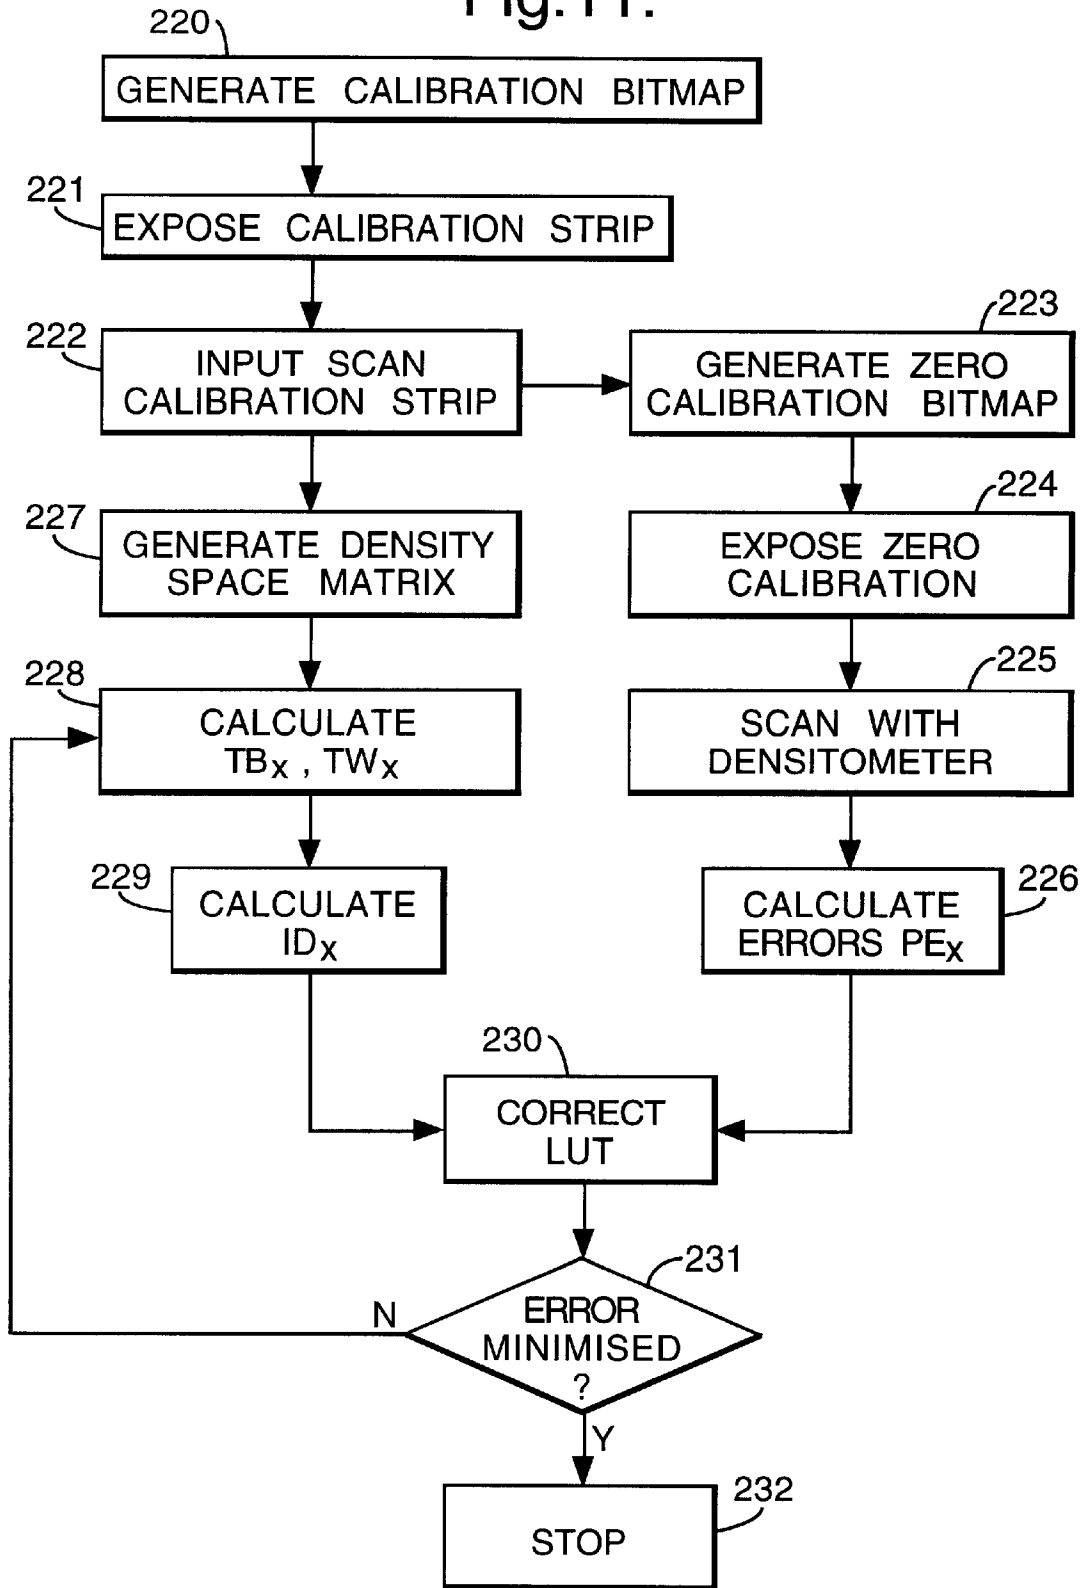 Fig.11.
220
GENERATE CALIBRATION BITMAP
221
EXPOSE CALIBRATION STRIP
222
INPUT SCAN
CALIBRATION STRIP
223
GENERATE ZERO
CALIBRATION BITMAP
227
GENERATE DENSITY
SPACE MATRIX
224
EXPOSE ZERO
CALIBRATION
228
CALCULATE
TBx , TWx
225
SCAN WITH
DENSITOMETER
229
CALCULATE
IDx
226
CALCULATE
ERRORS PEx
230
CORRECT
LUT
231
ERROR
MINIMISED
?
N
Y
232
STOP